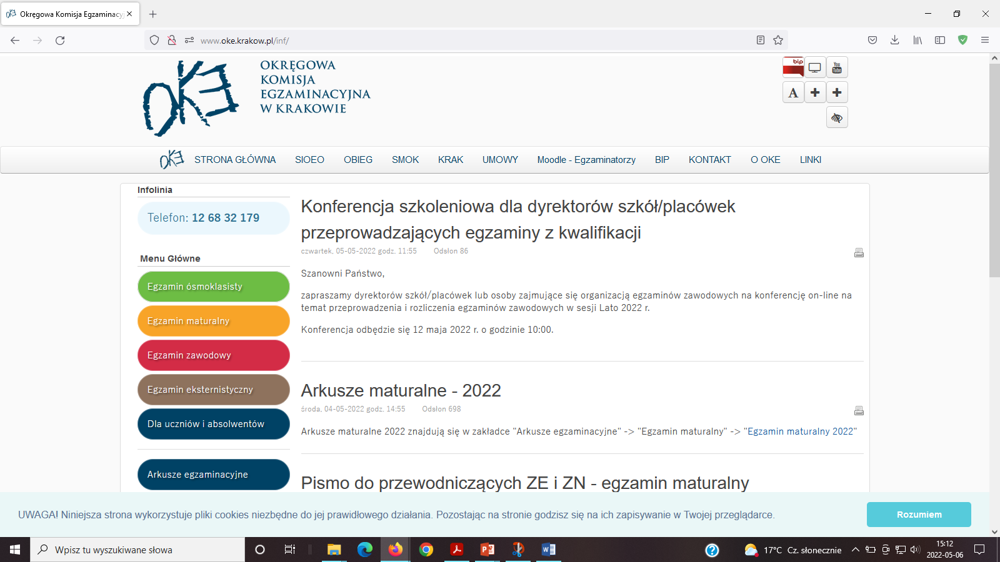 Okręgowa Komisja Egzaminacyj
www.oke.krakow.pl/inf/
OKE
OKRĘGOWA
KOMISJA
EGZAMINACYJNA
W KRAKOWIE
bip
You
Tube
A
OKE STRONA GŁÓWNA SIOEO OBIEG SMOK KRAK UMOWY Moodle - Egzaminatorzy BIP KONTAKT O OKE LINKI
Infolinia
Telefon: 12 68 32 179
Menu Główne
Egzamin ósmoklasisty
Egzamin maturalny
Egzamin zawodowy
Egzamin eksternistyczny
Dla uczniów i absolwentów
Arkusze egzaminacyjne
Konferencja szkoleniowa dla dyrektorów szkół/placówek
przeprowadzających egzaminy z kwalifikacji
czwartek, 05-05-2022 godz. 11:55 Odsłon 86
Szanowni Państwo,
zapraszamy dyrektorów szkół/placówek lub osoby zajmujące się organizacją egzaminów zawodowych na konferencję on-line na
temat przeprowadzenia i rozliczenia egzaminów zawodowych w sesji Lato 2022 r.
Konferencja odbędzie się 12 maja 2022 r. o godzinie 10:00.
Arkusze maturalne - 2022
środa, 04-05-2022 godz. 14:55 Odsłon 698
Arkusze maturalne 2022 znajdują się w zakładce "Arkusze egzaminacyjne" -> "Egzamin maturalny" -> "Egzamin maturalny 2022"
Pismo do przewodniczących ZE i ZN - egzamin maturalny
UWAGA! Niniejsza strona wykorzystuje pliki cookies niezbędne do jej prawidłowego działania. Pozostając na stronie godzisz się na ich zapisywanie w Twojej przeglądarce.
Rozumiem
Wpisz tu wyszukiwane słowa
17°C Cz. słonecznie
15:12
2022-05-06